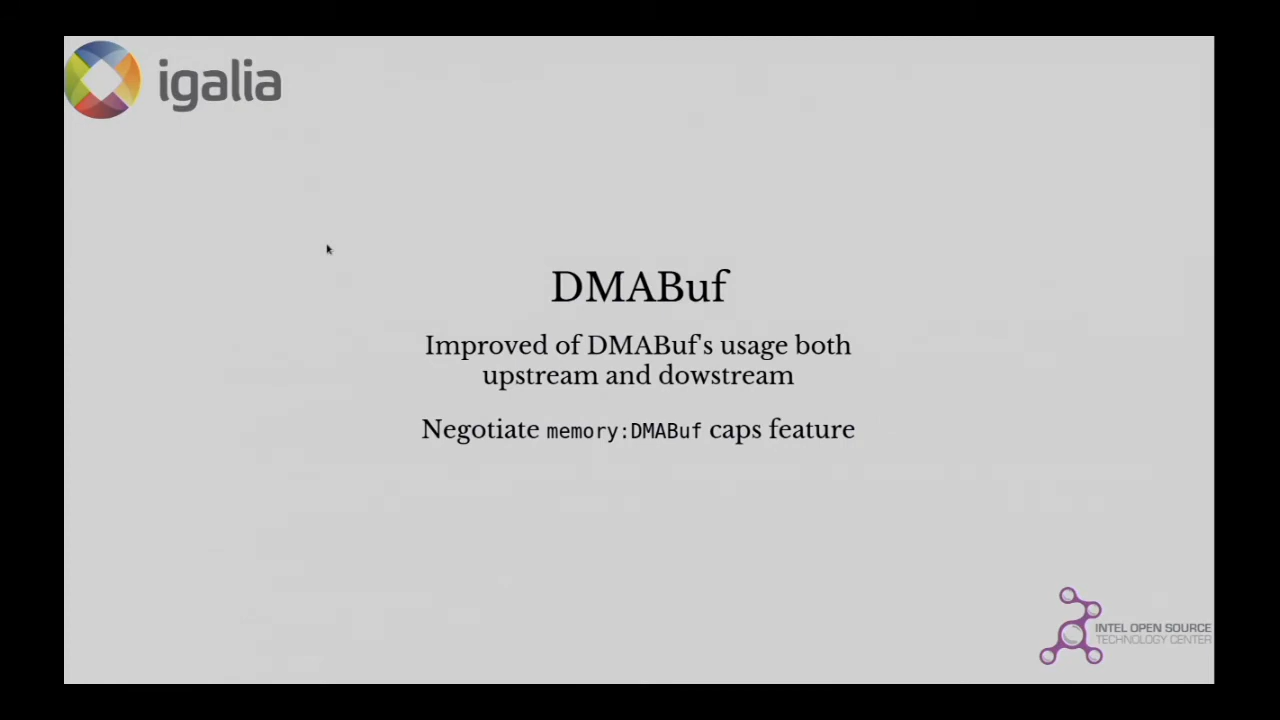 igalia
DMABuf
Improved of DMABuf's usage both
upstream and dowstream
Negotiate memory:DMABuf caps feature
INTEL OPEN SOURCE
TECHNOLOGY CENTER